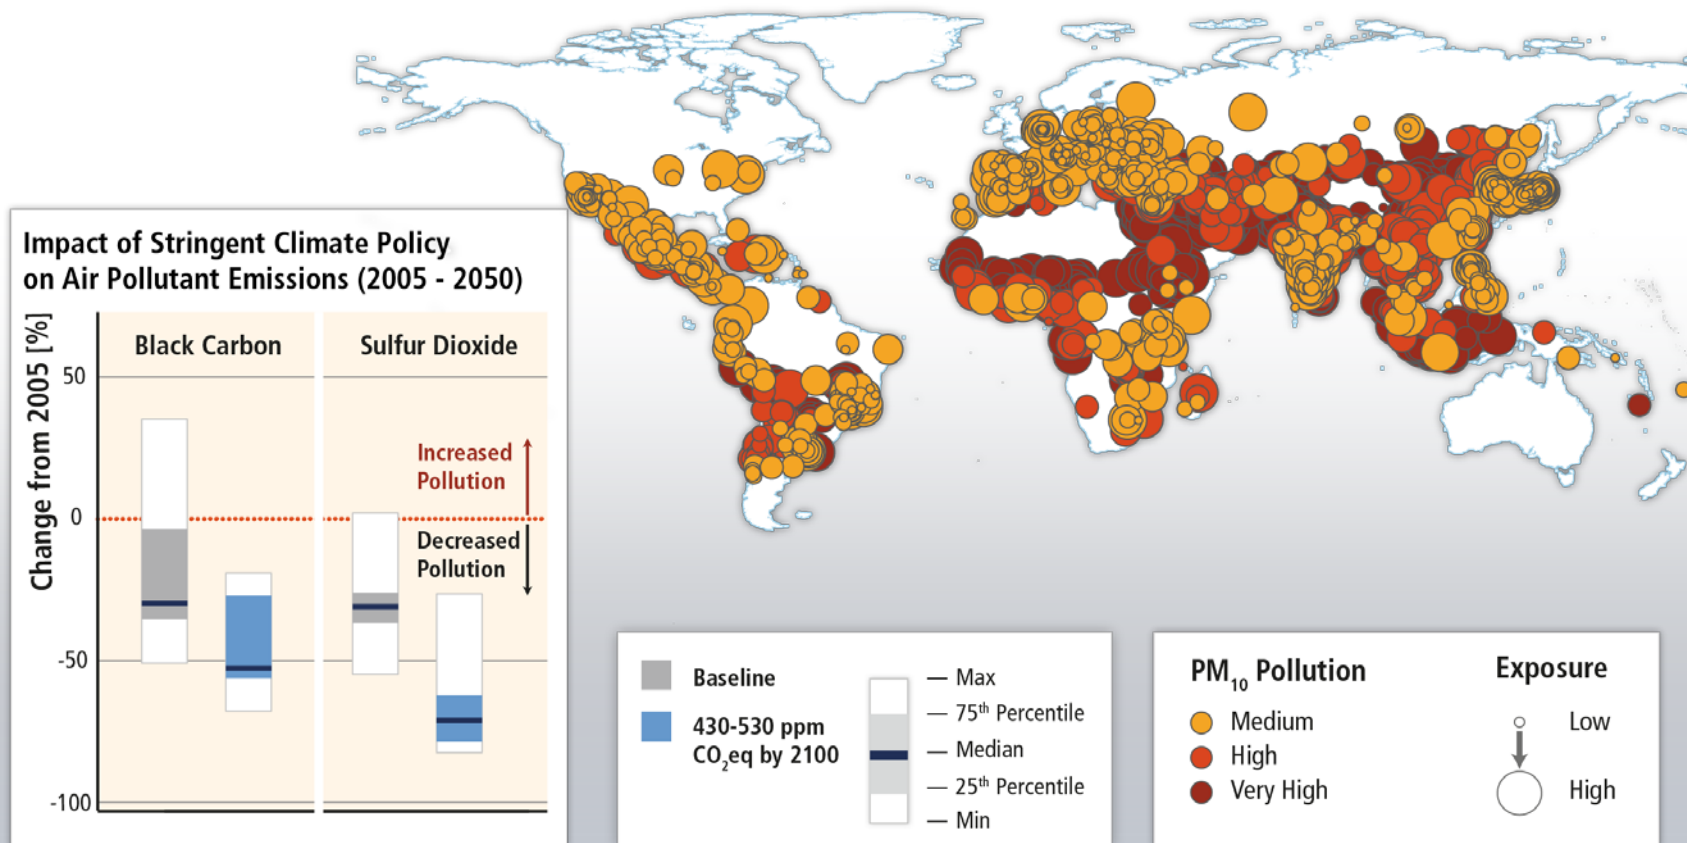 Impact of Stringent Climate Policy
on Air Pollutant Emissions (2005 - 2050)
Change from 2005 [%]
Black Carbon
Sulfur Dioxide
50
0
-50
-100
Increased
Pollution
Decreased
Pollution
Baseline
430-530 ppm
CO₂eq by 2100
Max
75th Percentile
Median
25th Percentile
Min
PM₁₀ Pollution
Medium
High
Very High
Exposure
Low
High